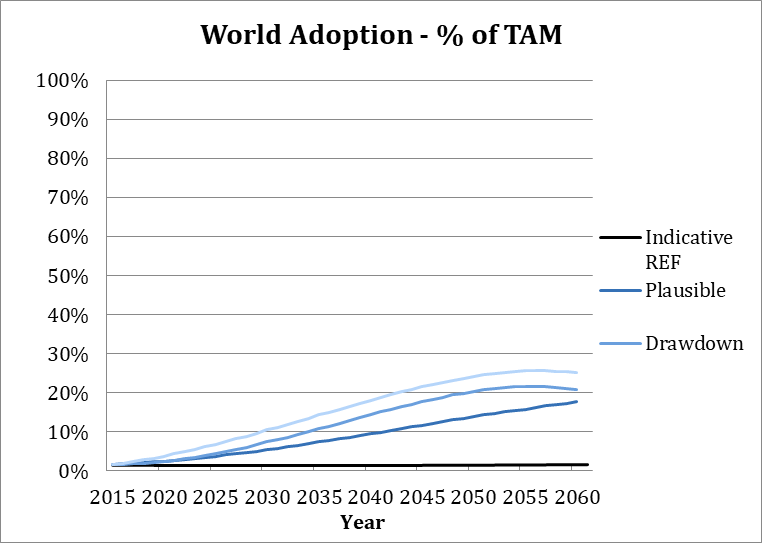 World Adoption - % of TAM
100%
90%
80%
70%
60%
50%
40%
30%
20%
10%
0%
2015 2020 2025 2030 2035 2040 2045 2050 2055 2060
Year
Indicative
REF
Plausible
Drawdown